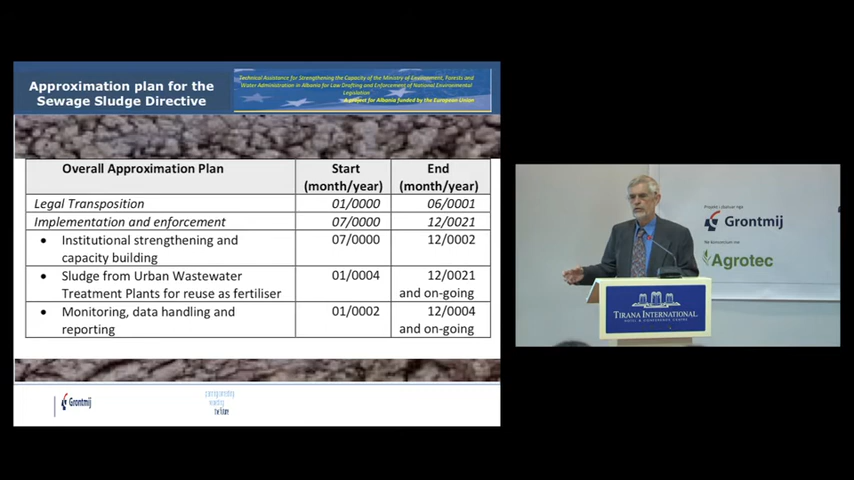 Approximation plan for the
Sewage Sludge Directive
Technical Assistance for Strengthening the Capacity of the Ministry of Environment, Forests and
Water Administration in Albania for Law Drafting and Enforcement of National Environmental
Legislation
A project for Albania funded by the European Union
Overall Approximation Plan Start (month/year) End (month/year)
Legal Transposition 01/0000 06/0001
Implementation and enforcement 07/0000 12/0021
• Institutional strengthening and 07/0000 12/0002
capacity building
• Sludge from Urban Wastewater 01/0004 12/0021
Treatment Plants for reuse as fertiliser and on-going
• Monitoring, data handling and 01/0002 12/0004
reporting and on-going
Grontmij
the future
Grontmij
Agrotec
TIRANA INTERNATIONAL
HOTEL & CONFERENCE CENTRE